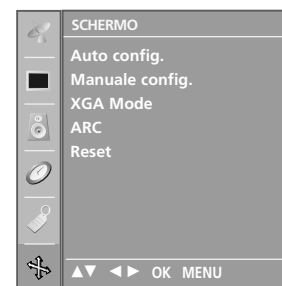 SCHERMO
Auto config.
Manuale config.
XGA Mode
ARC
Reset
▲▼ ◄► OK MENU